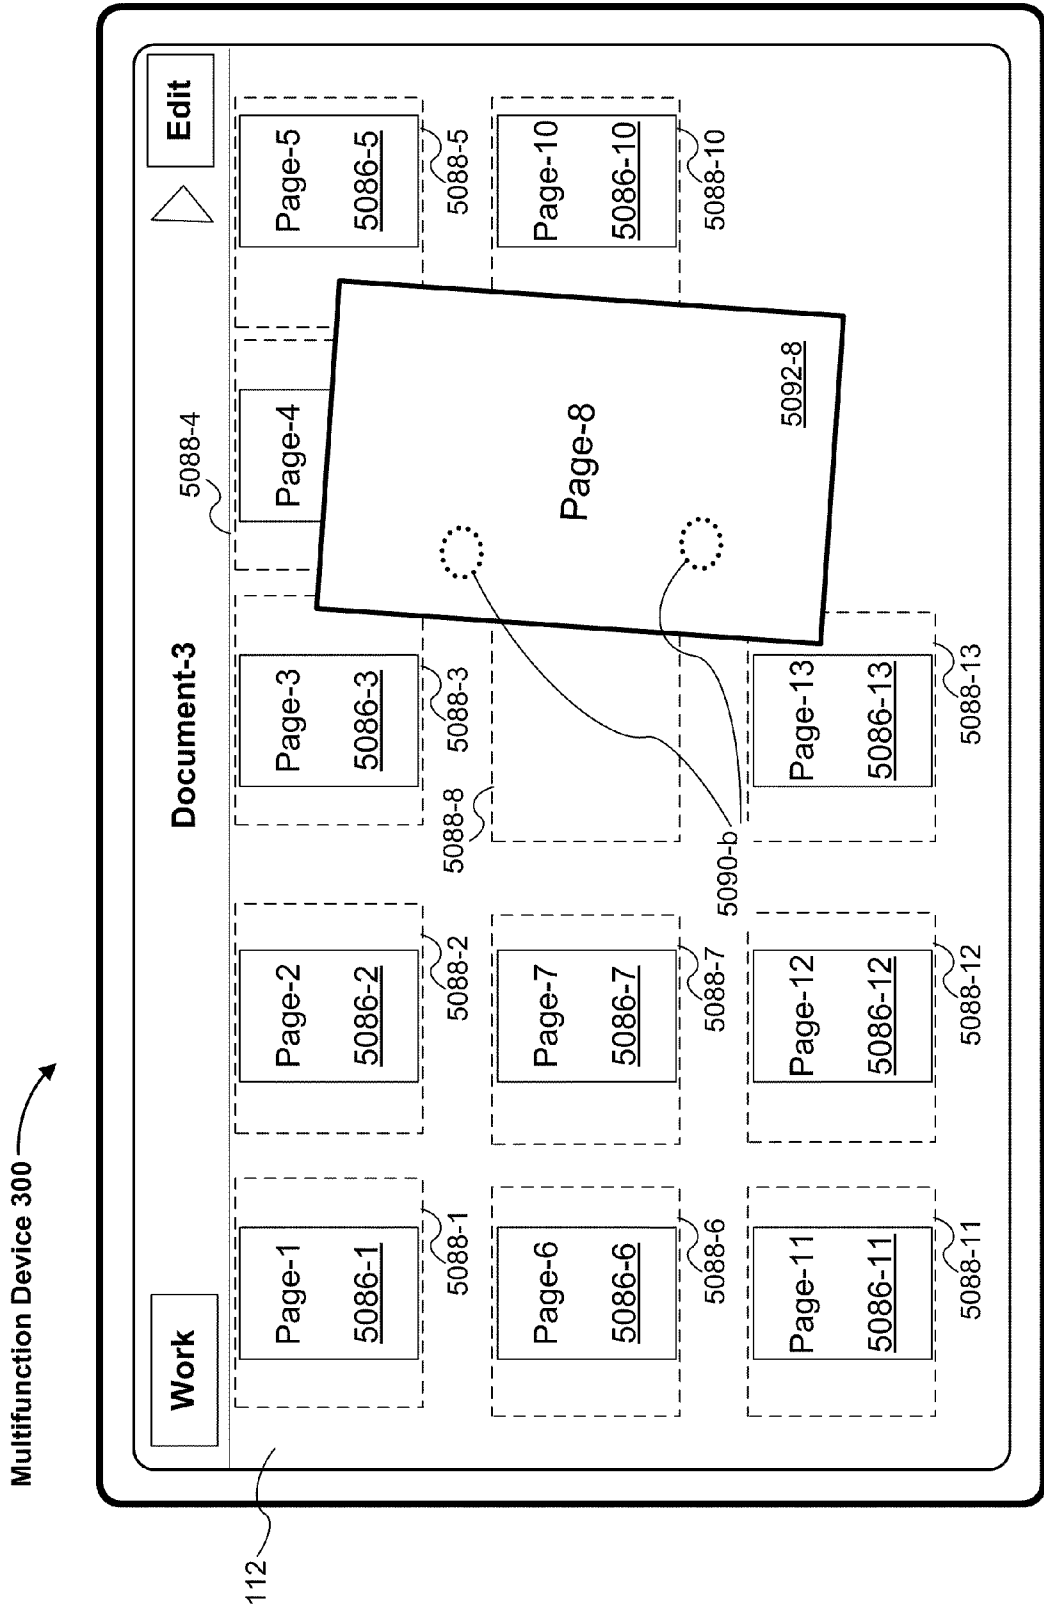 Multifunction Device 300
Work
Document-3
Edit
5088-4
Page-1
5086-1
5088-1
Page-2
5086-2
5088-2
Page-3
5086-3
5088-3
Page-4
Page-5
5086-5
5088-5
Page-6
5086-6
5088-6
Page-7
5086-7
5088-7
5088-8
Page-8
5092-8
Page-10
5086-10
5088-10
5090-b
Page-11
5086-11
5088-11
Page-12
5086-12
5088-12
Page-13
5086-13
5088-13
112